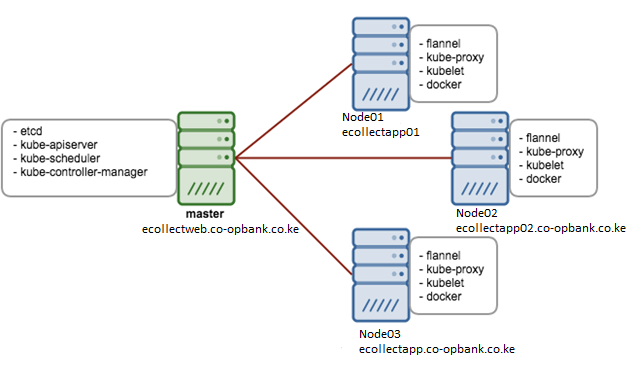 - etcd
- kube-apiserver
- kube-scheduler
- kube-controller-manager
master
ecollectweb.co-opbank.co.ke
- flannel
- kube-proxy
- kubelet
- docker
Node01
ecollectapp01
- flannel
- kube-proxy
- kubelet
- docker
Node02
ecollectapp02.co-opbank.co.ke
- flannel
- kube-proxy
- kubelet
- docker
Node03
ecollectapp.co-opbank.co.ke